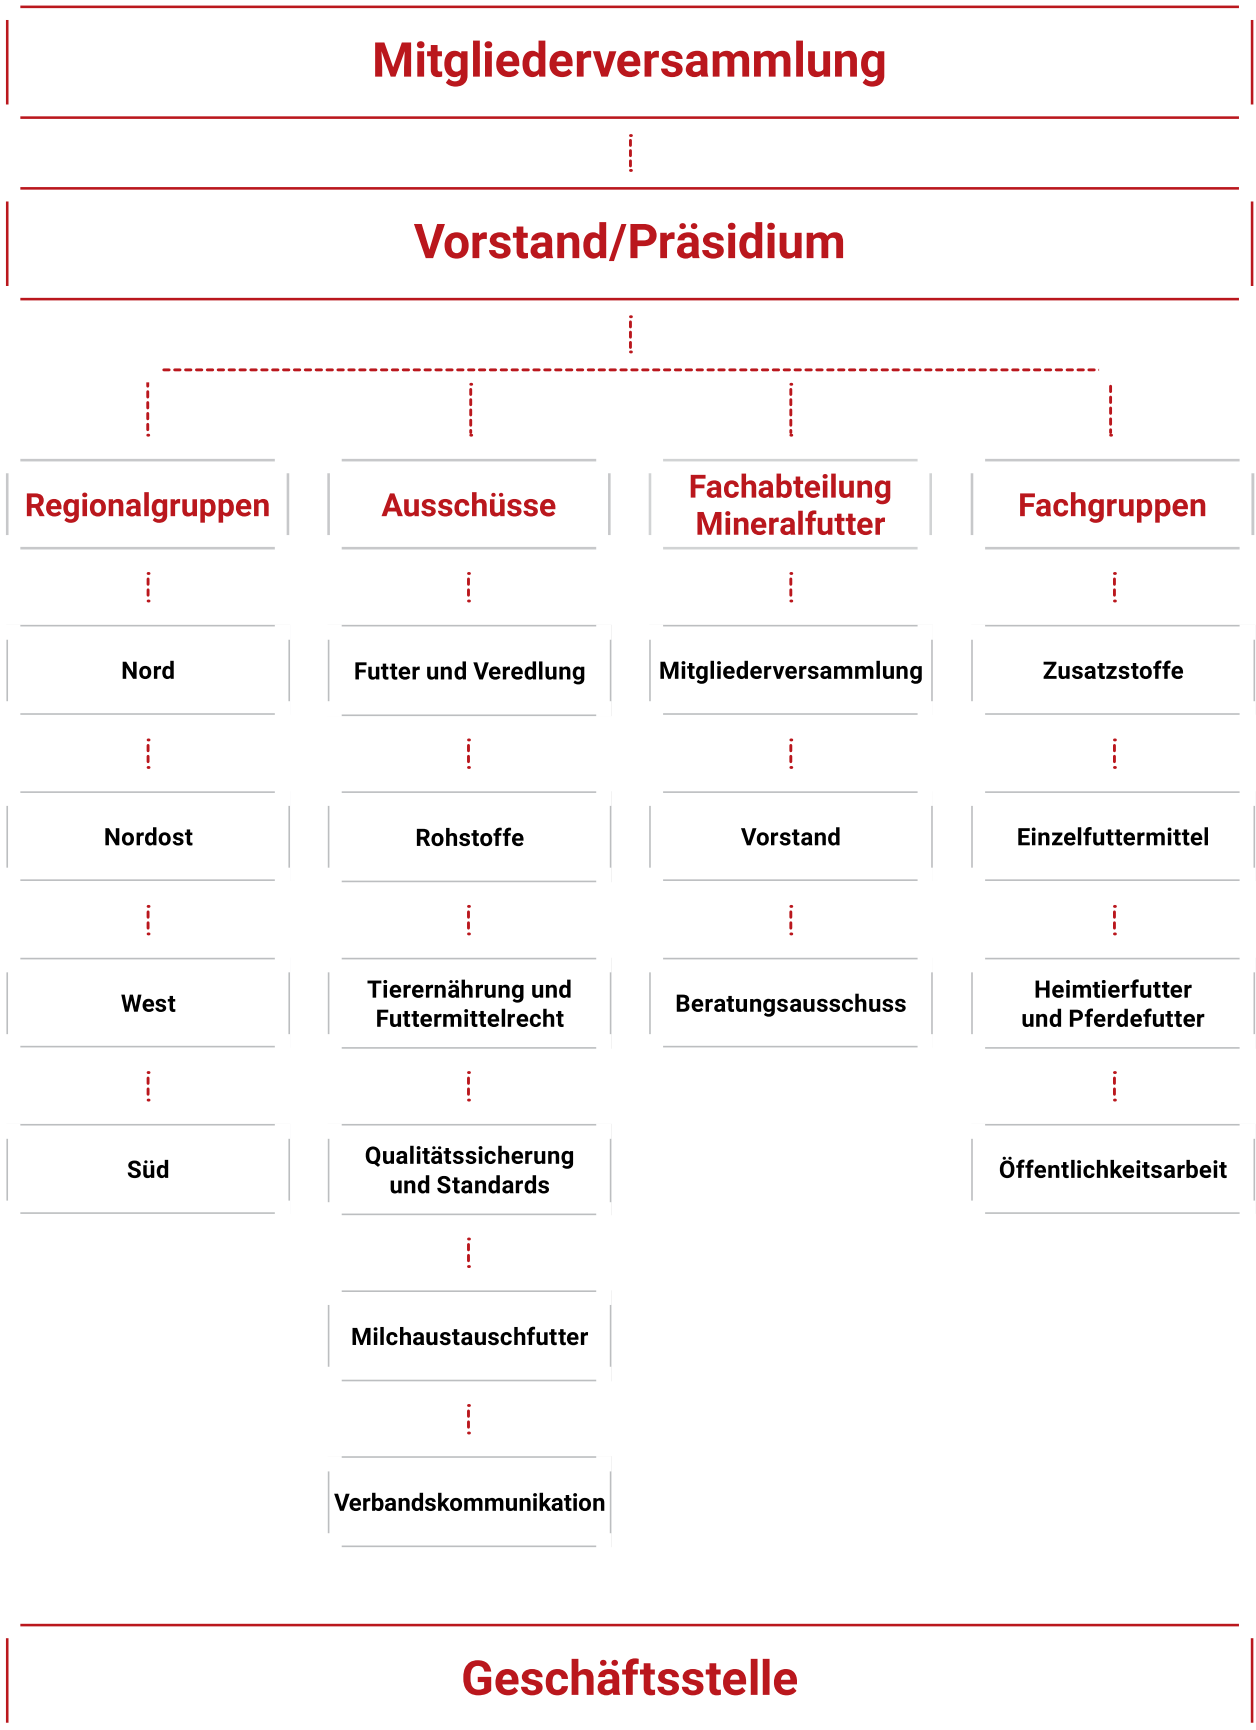 Mitgliederversammlung
Vorstand/Präsidium
Regionalgruppen
Nord
Nordost
West
Süd
Ausschüsse
Futter und Veredlung
Rohstoffe
Tierernährung und
Futtermittelrecht
Qualitätssicherung
und Standards
Milchaustauschfutter
Verbandskommunikation
Fachabteilung
Mineralfutter
Mitgliederversammlung
Vorstand
Beratungsausschuss
Fachgruppen
Zusatzstoffe
Einzelfuttermittel
Heimtierfutter
und Pferdefutter
Öffentlichkeitsarbeit
Geschäftsstelle